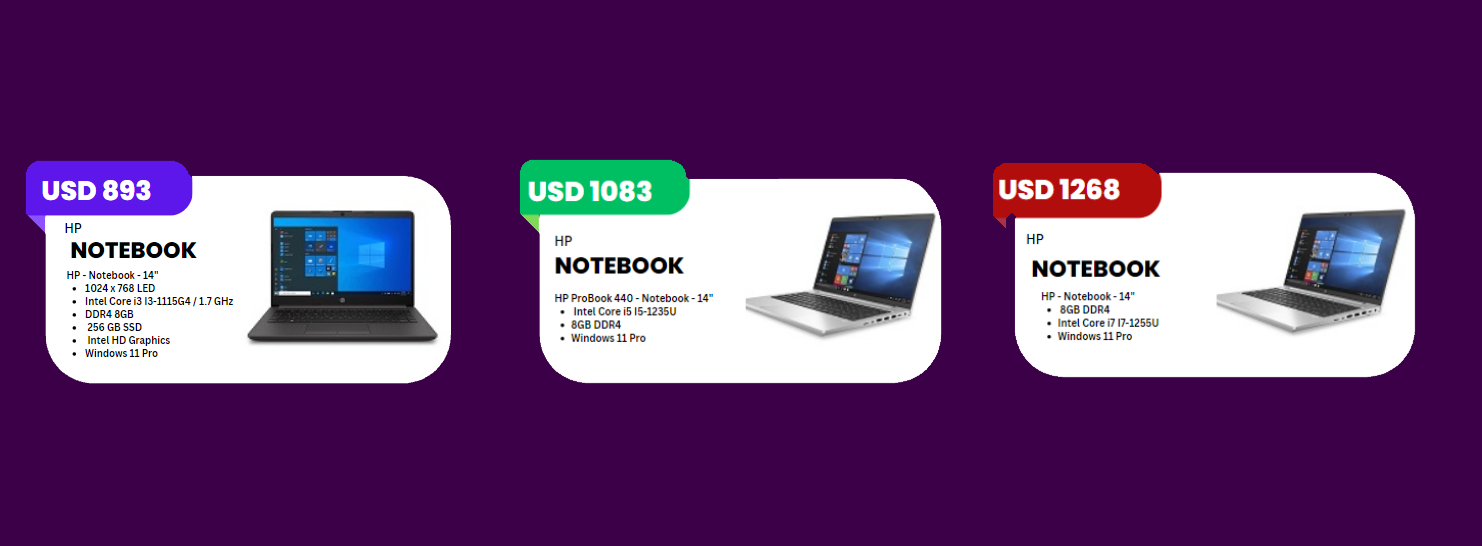 USD 893
HP
NOTEBOOK
HP - Notebook - 14"
• 1024 x 768 LED
• Intel Core i3 I3-1115G4 / 1.7 GHz
• DDR4 8GB
• 256 GB SSD
• Intel HD Graphics
• Windows 11 Pro
USD 1083
HP
NOTEBOOK
HP ProBook 440 - Notebook - 14"
• Intel Core i5 I5-1235U
• 8GB DDR4
• Windows 11 Pro
USD 1268
HP
NOTEBOOK
HP - Notebook - 14"
• 8GB DDR4
• Intel Core i7 I7-1255U
• Windows 11 Pro